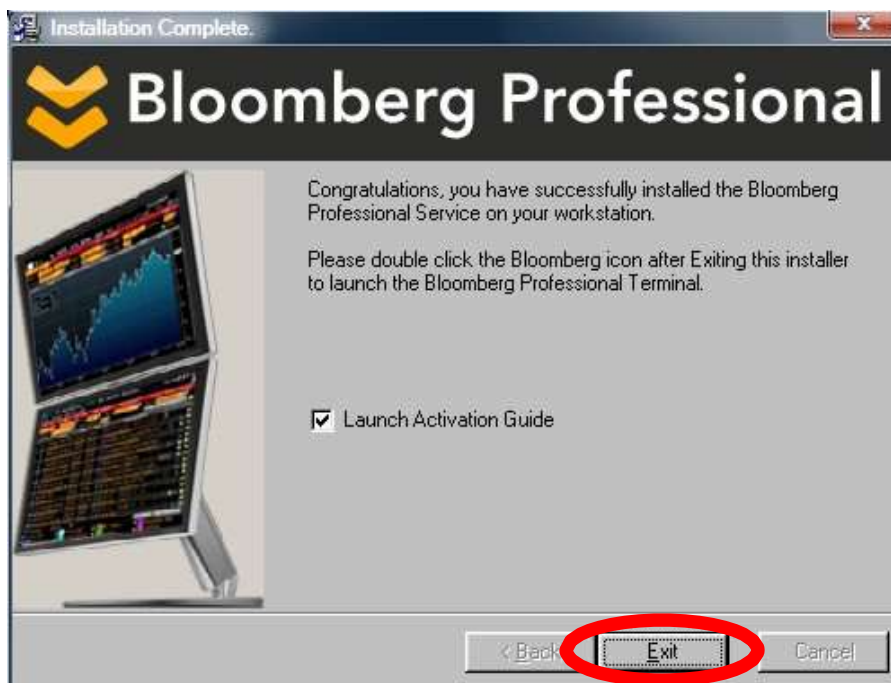 Installation Complete.
Bloomberg Professional
Congratulations, you have successfully installed the Bloomberg
Professional Service on your workstation.
Please double click the Bloomberg icon after Exiting this installer
to launch the Bloomberg Professional Terminal.
Launch Activation Guide
< Back
Exit
Cancel